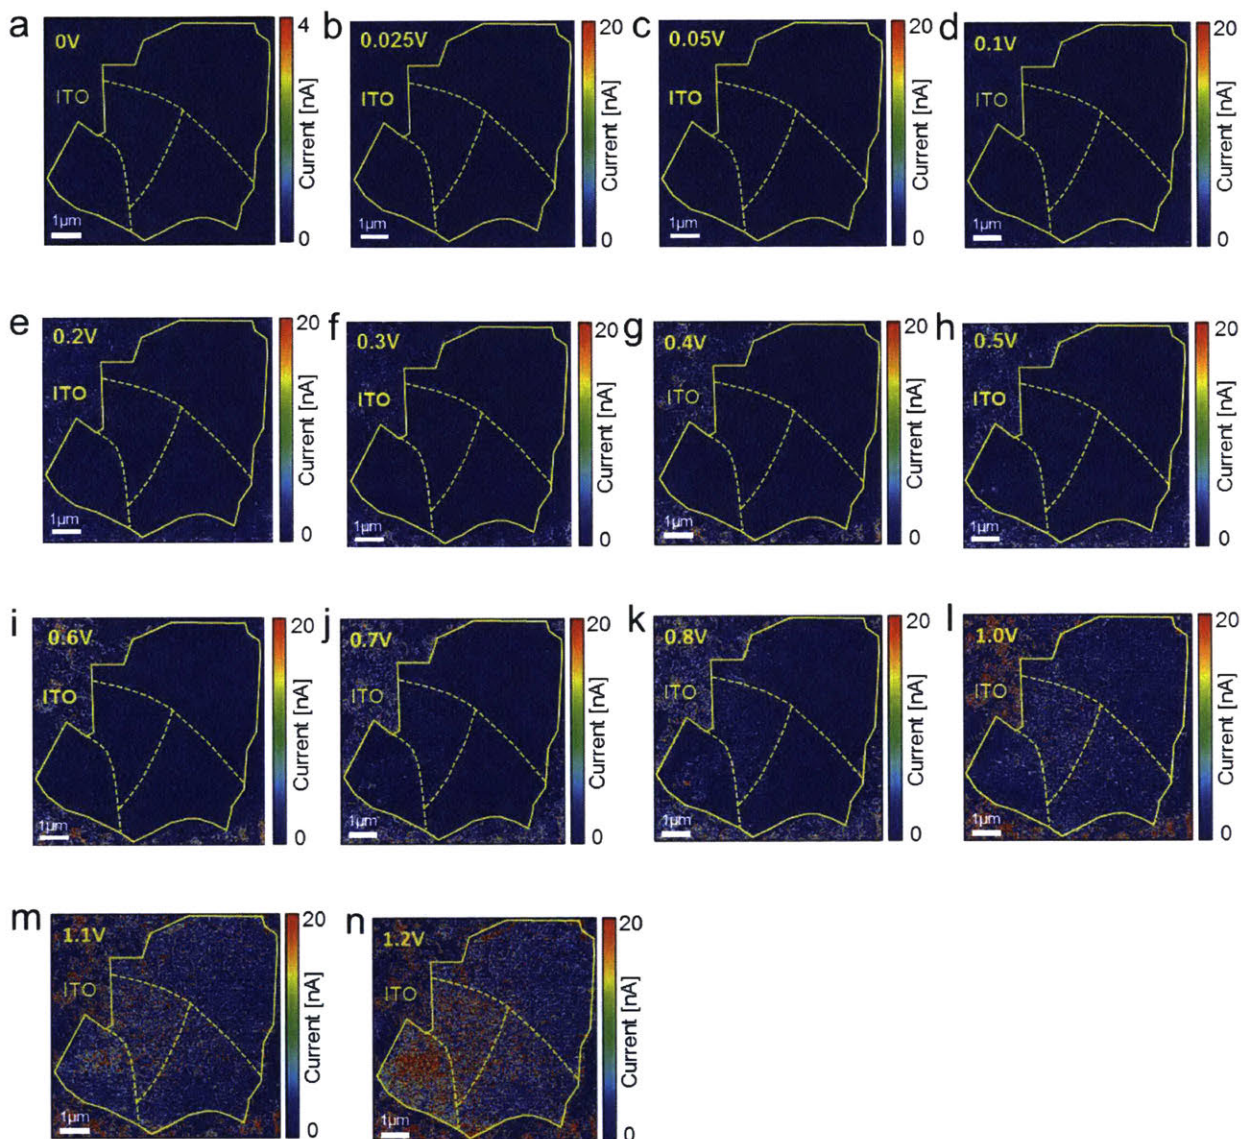 a
0V
ITO
1µm
4
Current [nA]
0
b
0.025V
ITO
1µm
20
Current [nA]
0
c
0.05V
ITO
1µm
20
Current [nA]
0
d
0.1V
ITO
1µm
20
Current [nA]
0
e
0.2V
ITO
1µm
20
Current [nA]
0
f
0.3V
ITO
1µm
20
Current [nA]
0
g
0.4V
ITO
1µm
20
Current [nA]
0
h
0.5V
ITO
1µm
20
Current [nA]
0
i
0.6V
ITO
1µm
20
Current [nA]
0
j
0.7V
ITO
1µm
20
Current [nA]
0
k
0.8V
ITO
1µm
20
Current [nA]
0
l
1.0V
ITO
1µm
20
Current [nA]
0
m
1.1V
ITO
1µm
20
Current [nA]
0
n
1.2V
ITO
1µm
20
Current [nA]
0